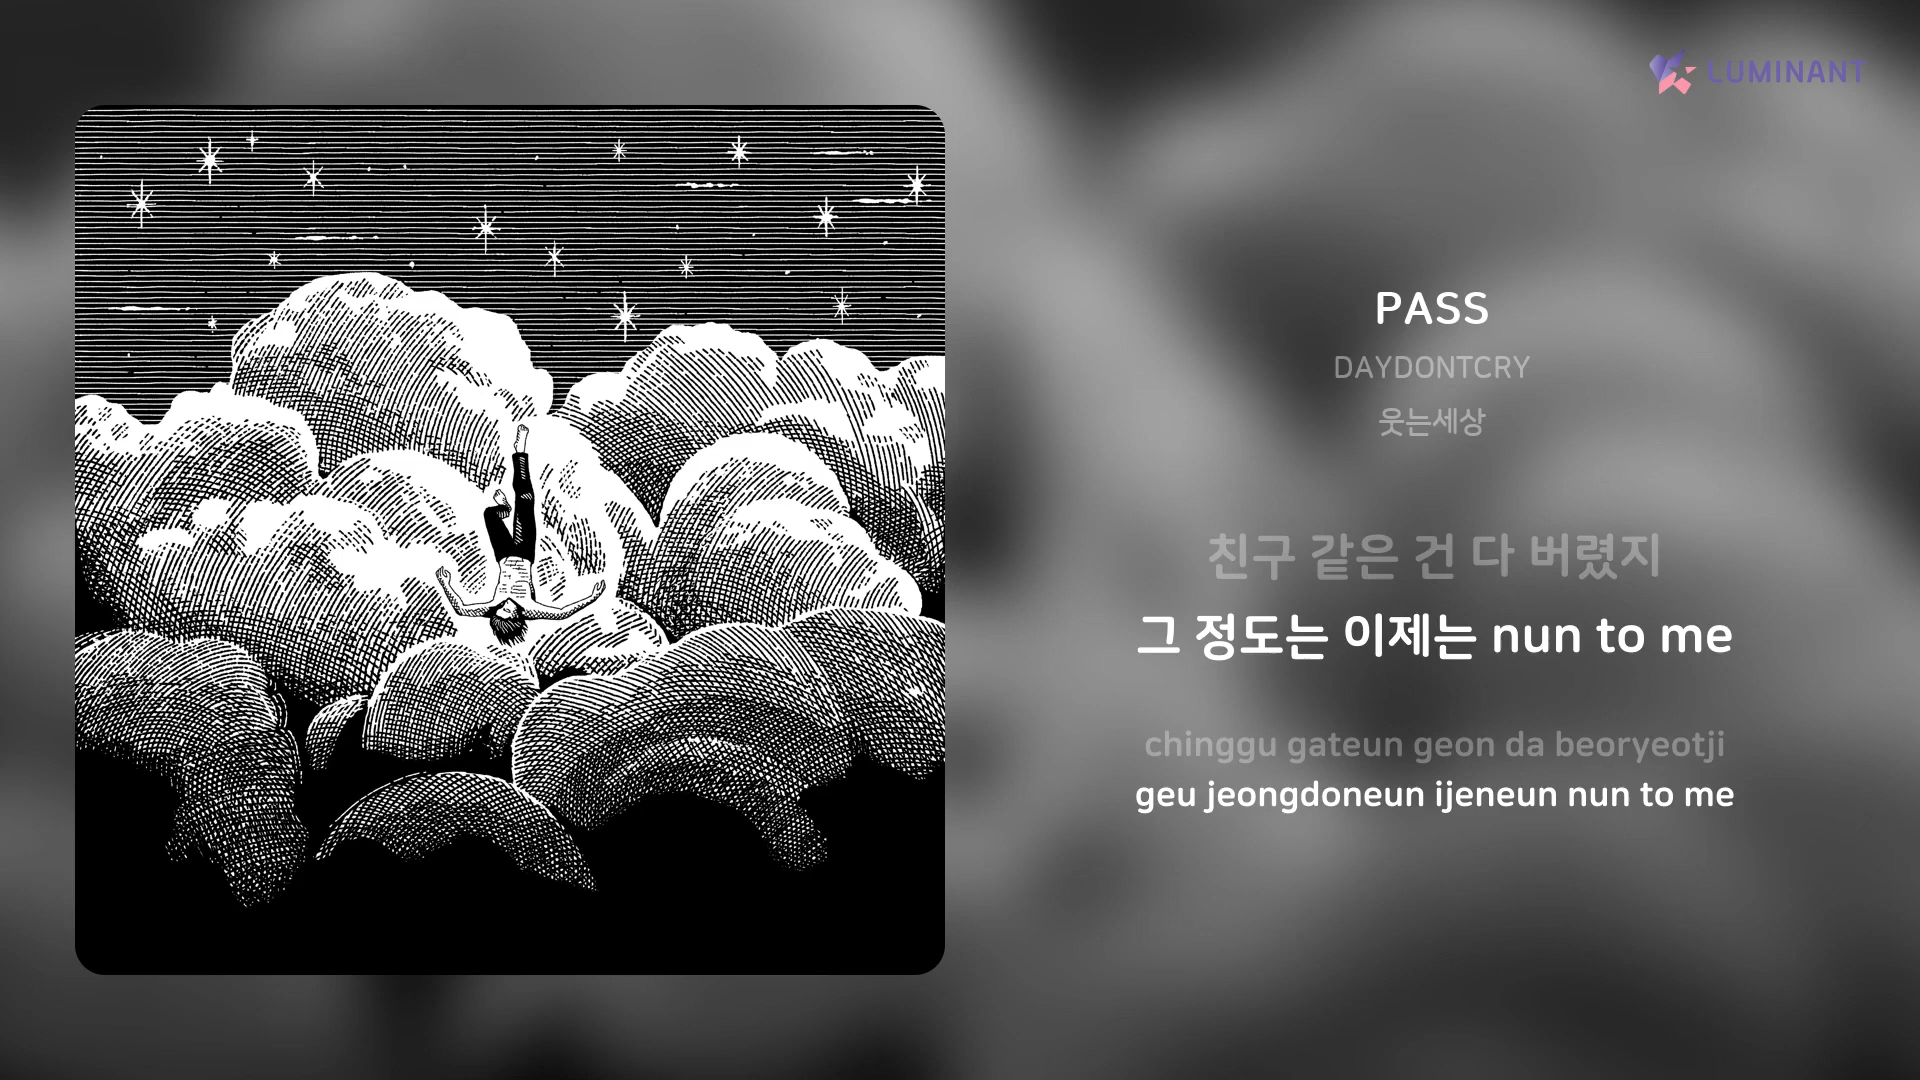 LUMINANT
PASS
DAYDONTCRY
웃는세상
친구 같은 건 다 버렸지
그 정도는 이제는 nun to me
chinggu gateun geon da beoryeotji
geu jeongdoneun ijeneun nun to me